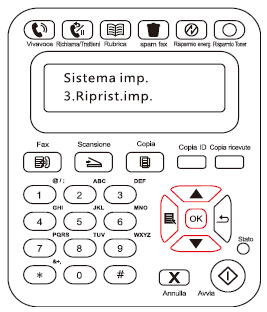 Vivavoce Richiama/Trattieni Rubrica spam fax Risparmio energ Risparmio Toner
Sistema imp.
3.Riprist.imp.
Fax Scansione Copia Copia ID Copia ricevute
@/; ABC DEF
1 2 3
GHI JKL MNO
4 5 6
OK
PQRS TUV WXYZ
7 8 9
Stato
&+,
* 0 #
X
Annulla Avvia